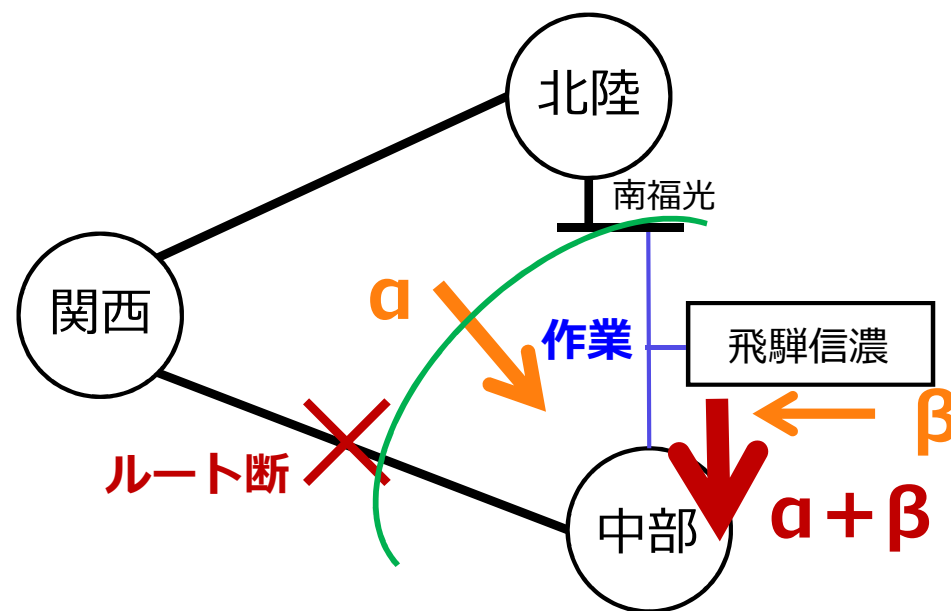 北陸
南福光
関西
α
作業
飛騨信濃
β
ルート断
中部
α+β